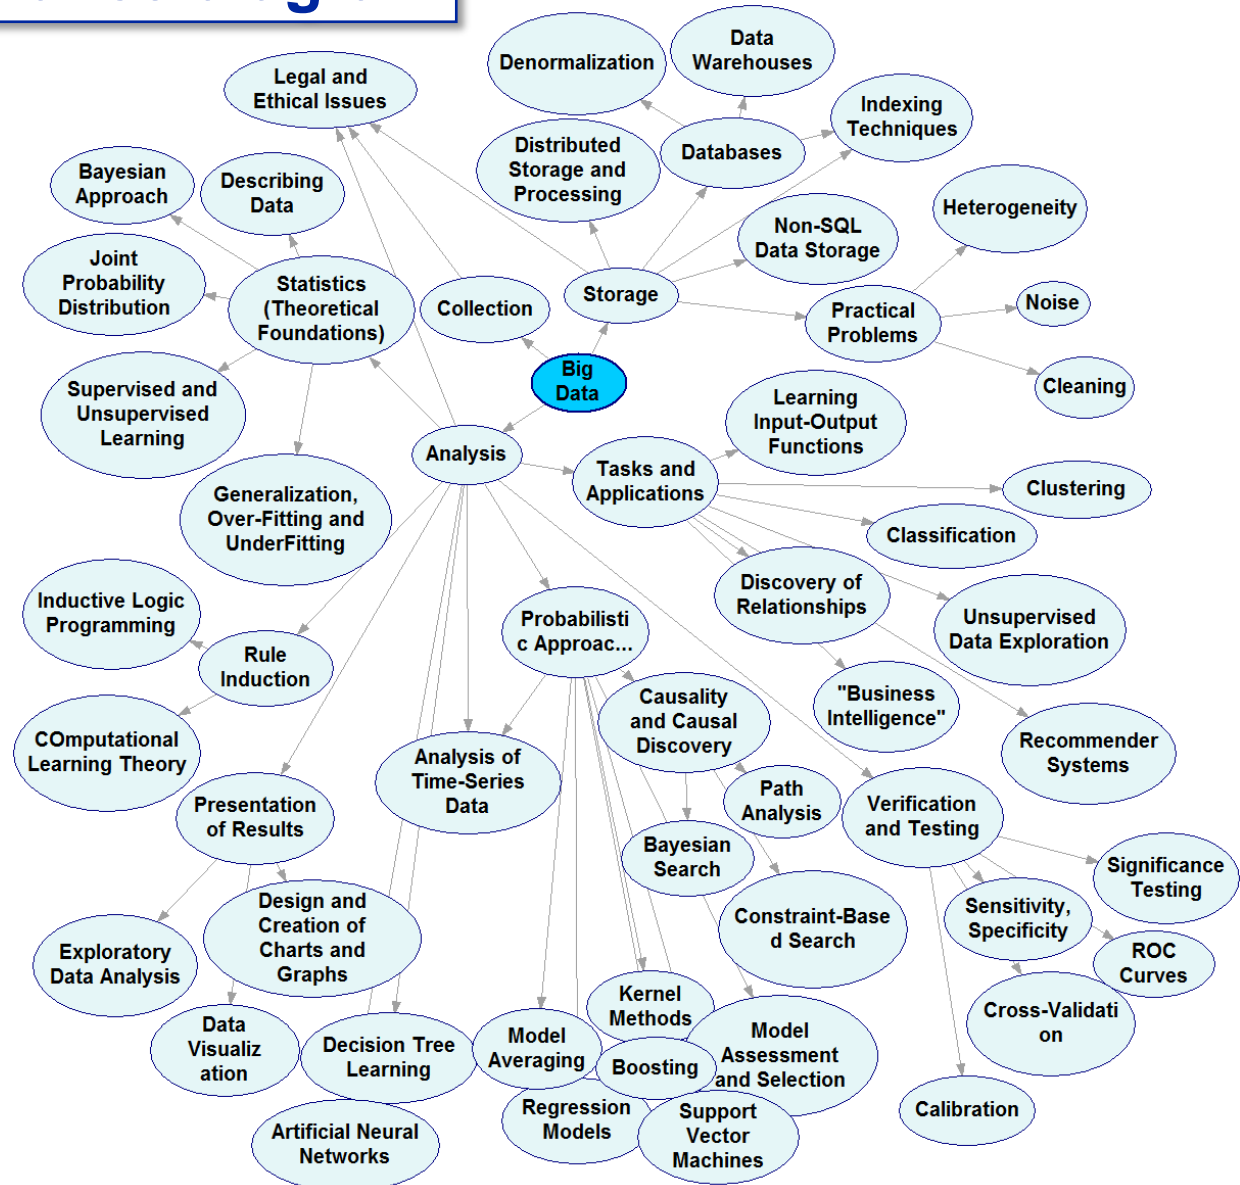 Denormalization
Data
Warehouses
Legal and
Ethical Issues
Indexing
Techniques
Distributed
Storage and
Processing
Databases
Bayesian
Approach
Describing
Data
Heterogeneity
Non-SQL
Data Storage
Joint
Probability
Distribution
Statistics
(Theoretical
Foundations)
Collection
Storage
Practical
Problems
Noise
Big
Data
Cleaning
Supervised and
Unsupervised
Learning
Learning
Input-Output
Functions
Analysis
Tasks and
Applications
Clustering
Generalization,
Over-Fitting and
UnderFitting
Classification
Inductive Logic
Programming
Discovery of
Relationships
Unsupervised
Data Exploration
Probabilisti
c Approac...
Rule
Induction
"Business
Intelligence"
Causality
and Causal
Discovery
COmputational
Learning Theory
Recommender
Systems
Analysis of
Time-Series
Data
Path
Analysis
Presentation
of Results
Verification
and Testing
Bayesian
Search
Significance
Testing
Design and
Creation of
Charts and
Graphs
Constraint-Base
d Search
Sensitivity,
Specificity
Exploratory
Data Analysis
ROC
Curves
Kernel
Methods
Cross-Validati
on
Data
Visualiz
ation
Decision Tree
Learning
Model
Averaging
Boosting
Model
Assessment
and Selection
Calibration
Regression
Models
Support
Vector
Machines
Artificial Neural
Networks